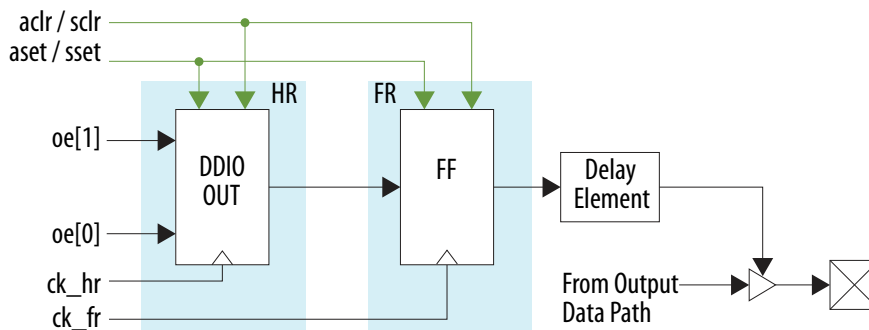 aclr / sclr
aset / sset
HR
FR
oe[1]
DDIO
OUT
FF
Delay
Element
oe[0]
ck_hr
From Output
Data Path
ck_fr